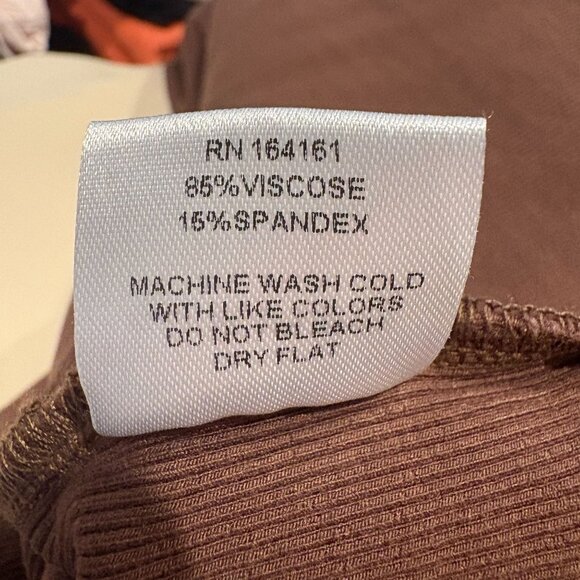 RN 164161
85%VISCOSE
15%SPANDEX
MACHINE WASH COLD
WITH LIKE COLORS
DO NOT BLEACH
DRY FLAT